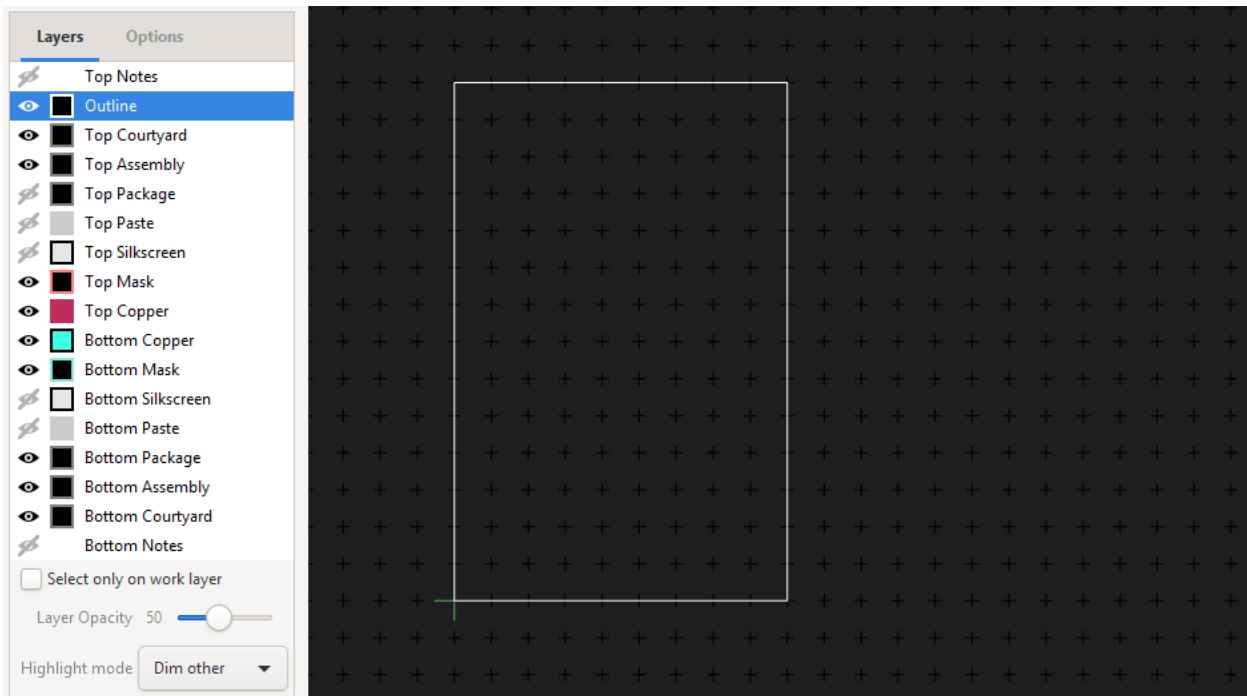 Layers Options
Top Notes
Outline
Top Courtyard
Top Assembly
Top Package
Top Paste
Top Silkscreen
Top Mask
Top Copper
Bottom Copper
Bottom Mask
Bottom Silkscreen
Bottom Paste
Bottom Package
Bottom Assembly
Bottom Courtyard
Bottom Notes
Select only on work layer
Layer Opacity 50
Highlight mode Dim other